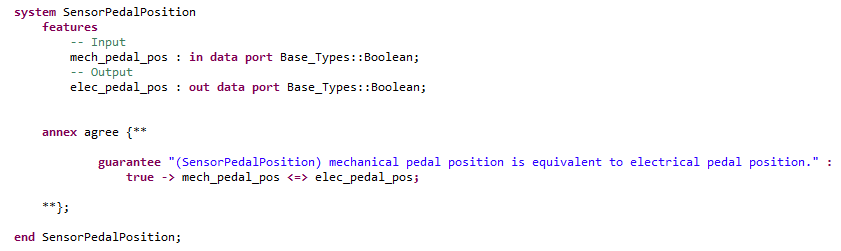 system SensorPedalPosition
features
-- Input
mech_pedal_pos : in data port Base_Types::Boolean;
-- Output
elec_pedal_pos : out data port Base_Types::Boolean;
annex agree {**
guarantee "(SensorPedalPosition) mechanical pedal position is equivalent to electrical pedal position." :
true -> mech_pedal_pos <=> elec_pedal_pos;
**};
end SensorPedalPosition;